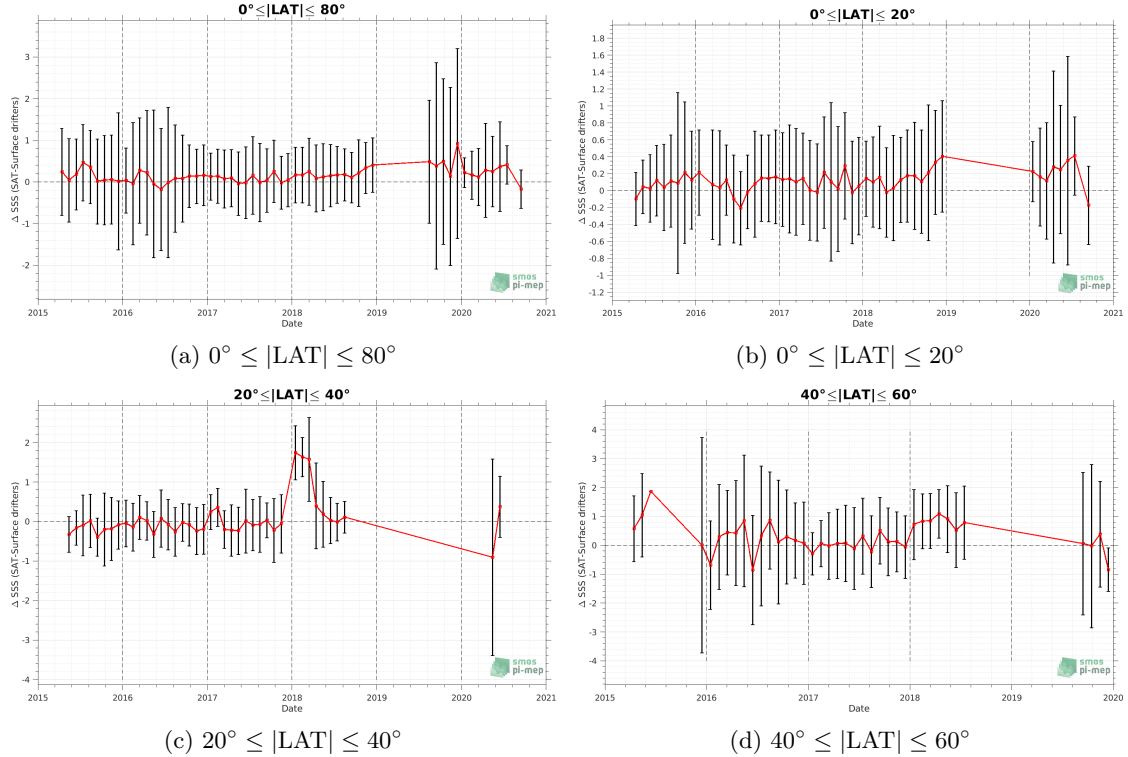 0°≤|LAT|≤ 80°
Δ SSS (SAT-Surface drifters)
3
2
1
0
-1
-2
smos
pi-mep
2015 2016 2017 2018 2019 2020 2021
Date
(a) 0° ≤ |LAT| ≤ 80°
0°≤|LAT|≤ 20°
Δ SSS (SAT-Surface drifters)
1.8
1.6
1.4
1.2
1
0.8
0.6
0.4
0.2
0
-0.2
-0.4
-0.6
-0.8
-1
-1.2
smos
pi-mep
2015 2016 2017 2018 2019 2020 2021
Date
(b) 0° ≤ |LAT| ≤ 20°
20°≤|LAT|≤ 40°
Δ SSS (SAT-Surface drifters)
2
1
0
-1
-2
-3
-4
smos
pi-mep
2015 2016 2017 2018 2019 2020 2021
Date
(c) 20° ≤ |LAT| ≤ 40°
40°≤|LAT|≤ 60°
Δ SSS (SAT-Surface drifters)
4
3
2
1
0
-1
-2
-3
-4
smos
pi-mep
2015 2016 2017 2018 2019 2020
Date
(d) 40° ≤ |LAT| ≤ 60°